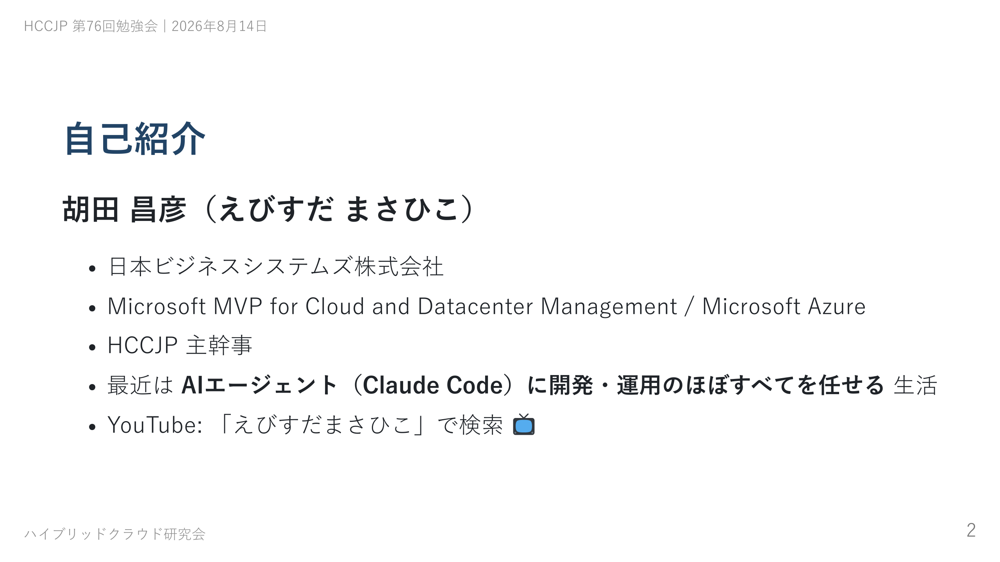 HCCJP 第76回勉強会 | 2026年8月14日
自己紹介
胡田 昌彦（えびすだ まさひこ）
• 日本ビジネスシステムズ株式会社
• Microsoft MVP for Cloud and Datacenter Management / Microsoft Azure
• HCCJP 主幹事
• 最近は AIエージェント（Claude Code）に開発・運用のほぼすべてを任せる 生活
• YouTube: 「えびすだまさひこ」で検索 📺
ハイブリッドクラウド研究会
2